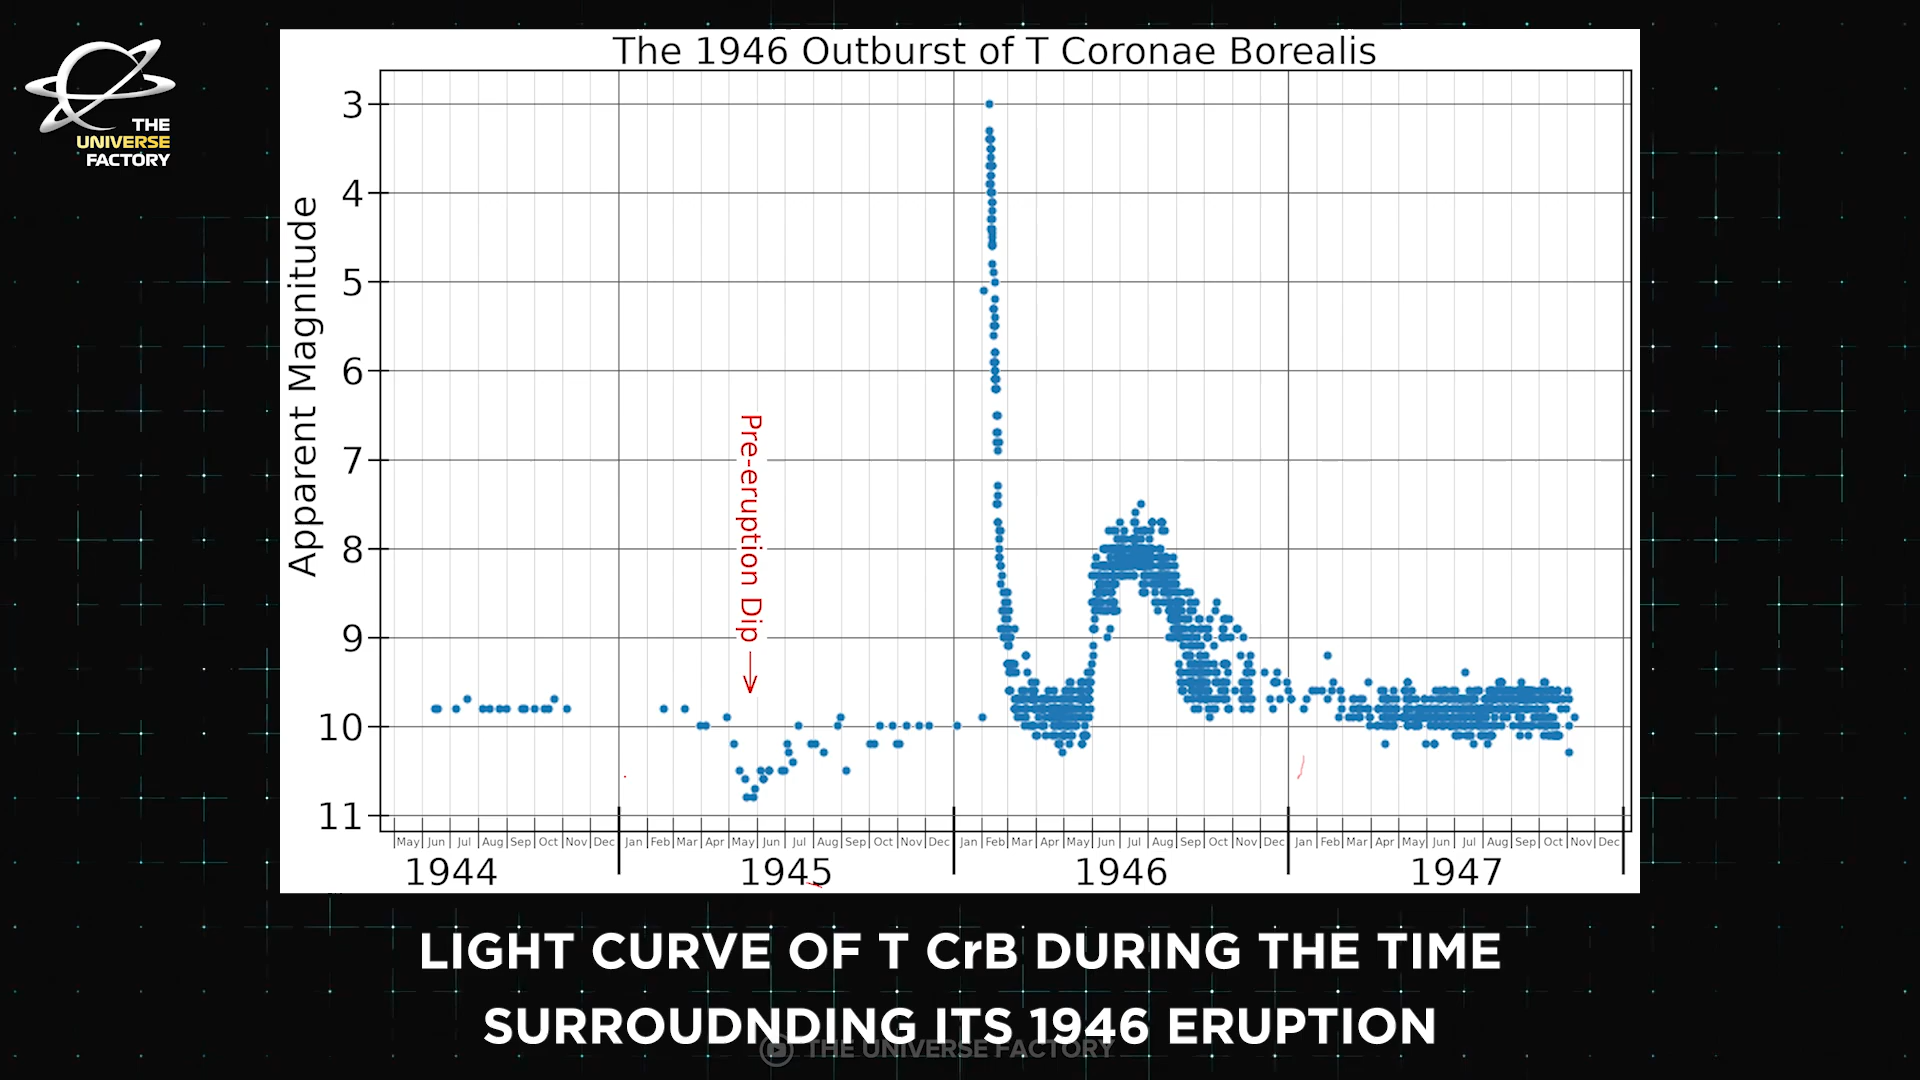 THE
UNIVERSE
FACTORY
The 1946 Outburst of T Coronae Borealis
Apparent Magnitude
3
4
5
6
7
8
9
10
11
Pre-eruption Dip
May Jun Jul Aug Sep Oct Nov Dec Jan Feb Mar Apr May Jun Jul Aug Sep Oct Nov Dec Jan Feb Mar Apr May Jun Jul Aug Sep Oct Nov Dec Jan Feb Mar Apr May Jun Jul Aug Sep Oct Nov Dec
1944 1945 1946 1947
LIGHT CURVE OF T CrB DURING THE TIME
SURROUDNDING ITS 1946 ERUPTION
THE UNIVERSE FACTORY